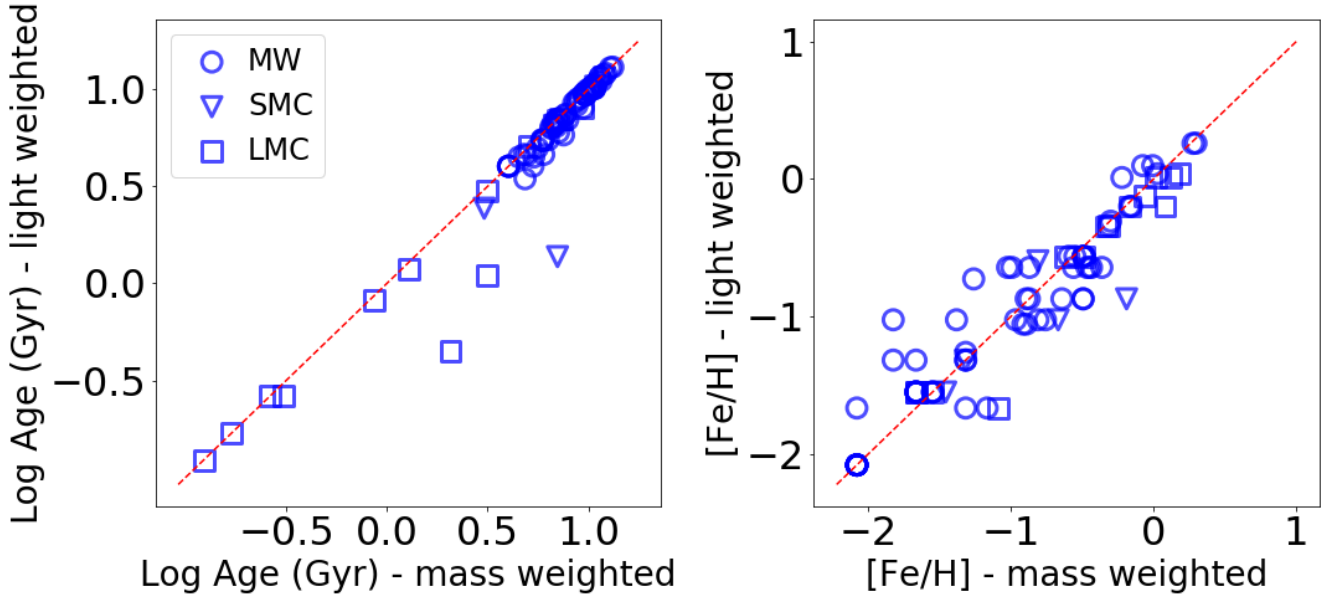 Log Age (Gyr) - light weighted
1.0
0.5
0.0
−0.5
MW
SMC
LMC
−0.5
0.0
0.5
1.0
Log Age (Gyr) - mass weighted
[Fe/H] - light weighted
1
0
−1
−2
−2
−1
0
1
[Fe/H] - mass weighted